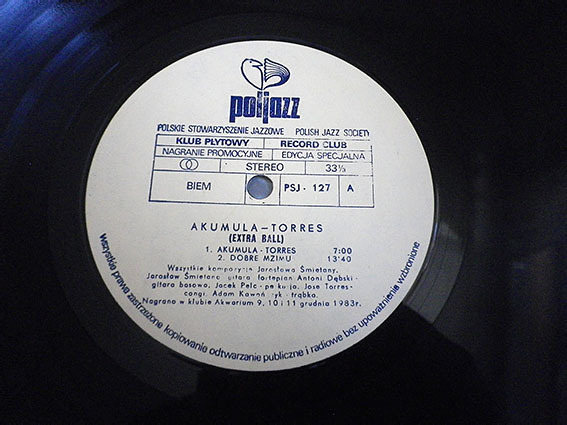 poljazz
POLSKIE STOWARZYSZENIE JAZZOWE POLISH JAZZ SOCIETY
KLUB PŁYTOWY RECORD CLUB
NAGRANIE PROMOCYJNE EDYCJA SPECJALNA
STEREO 33⅓
BIEM PSJ - 127 A
AKUMULA – TORRES
(EXTRA BALL)
1. AKUMULA - TORRES 7:00
2. DOBRE MZIMU 13'40
Wszystkie kompozycje Jarosława Śmietany,
Jarosław Śmietana gitara fortepian Antoni Dębski -
gitara basowa, Jacek Pelc - perkusja, Jose Torres -
congi, Adam - trąbka.
Nagrano w klubie Akwarium 9, 10 i 11 grudnia 1983r.
wszystkie prawa zastrzeżone kopiowanie odtwarzanie publiczne i radiowe bez upoważnienia wzbronione